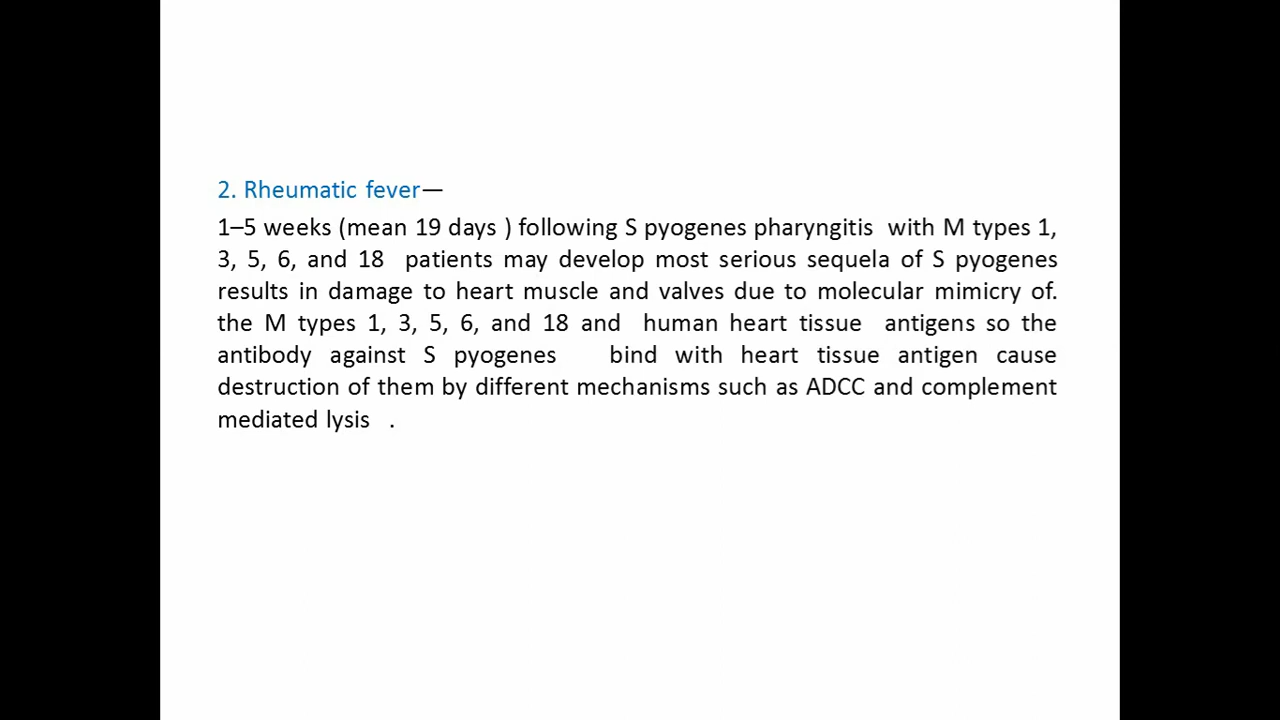 2. Rheumatic fever—
1–5 weeks (mean 19 days ) following S pyogenes pharyngitis with M types 1,
3, 5, 6, and 18 patients may develop most serious sequela of S pyogenes
results in damage to heart muscle and valves due to molecular mimicry of.
the M types 1, 3, 5, 6, and 18 and human heart tissue antigens so the
antibody against S pyogenes bind with heart tissue antigen cause
destruction of them by different mechanisms such as ADCC and complement
mediated lysis .